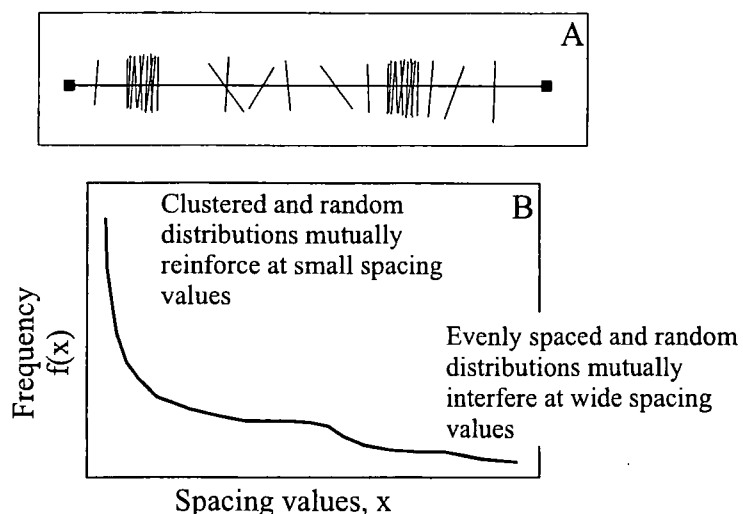 A
B
Clustered and random
distributions mutually
reinforce at small spacing
values
Evenly spaced and random
distributions mutually
interfere at wide spacing
values
Frequency
f(x)
Spacing values, x